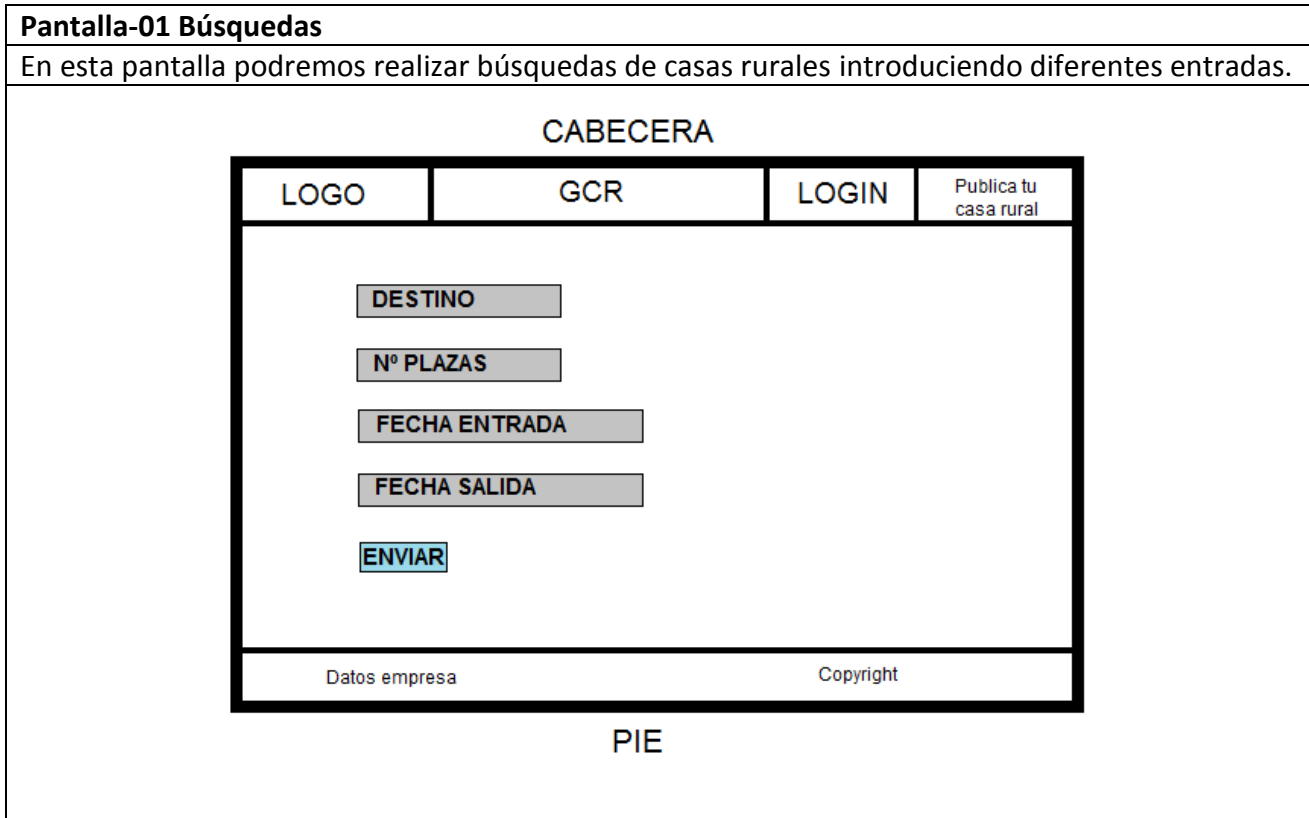 Pantalla-01 Búsquedas
En esta pantalla podremos realizar búsquedas de casas rurales introduciendo diferentes entradas.
CABECERA
LOGO
GCR
LOGIN
Publica tu
casa rural
DESTINO
Nº PLAZAS
FECHA ENTRADA
FECHA SALIDA
ENVIAR
Datos empresa
Copyright
PIE